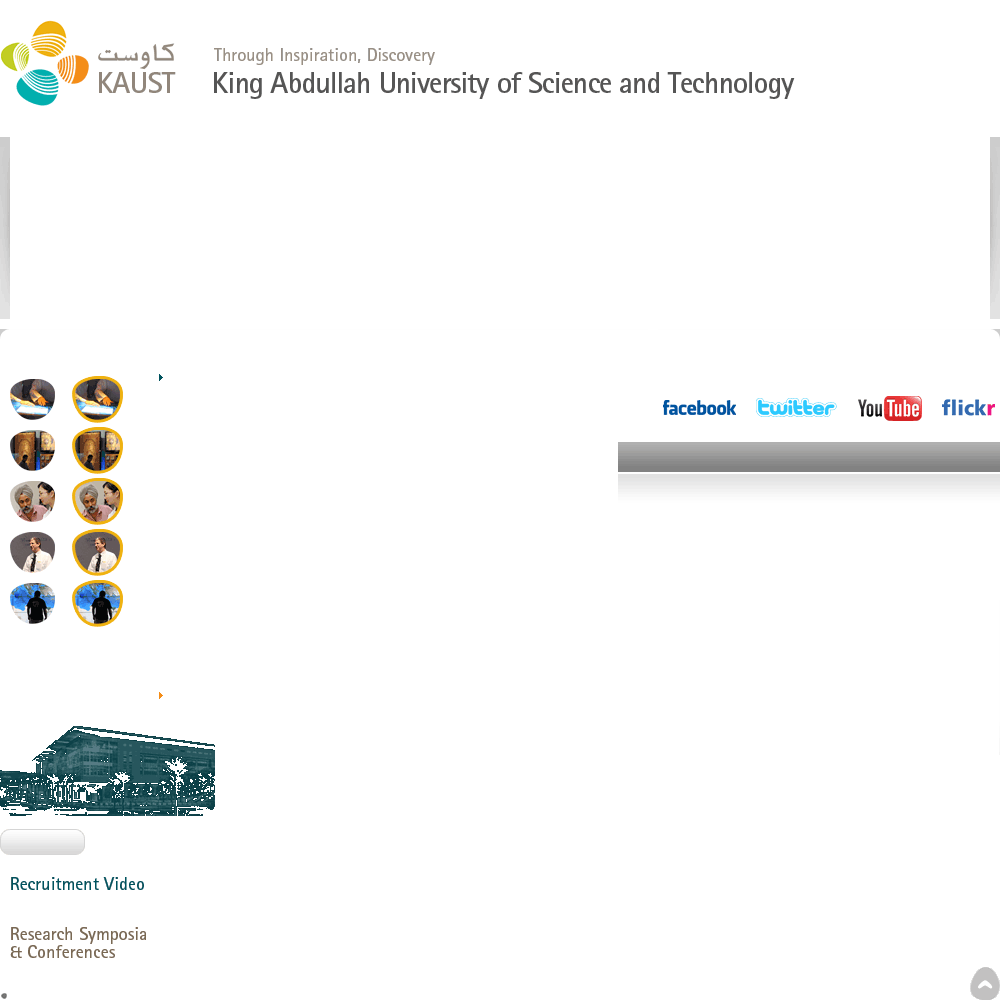 كاوست
KAUST
Through Inspiration, Discovery
King Abdullah University of Science and Technology
facebook
twitter
YouTube
flickr
Recruitment Video
Research Symposia
& Conferences